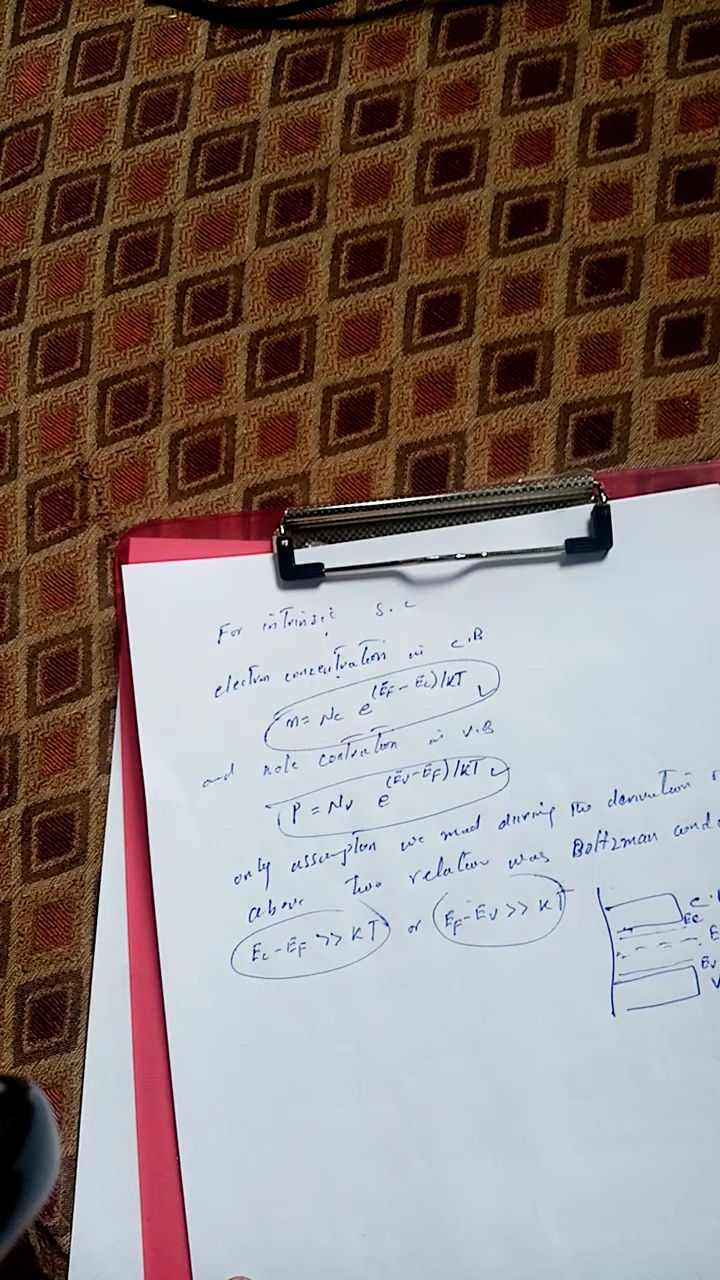 For intrinsic S.C
electron concentration in C.B
n = Nc e^(EF - Ec)/KT
and hole contration in V.B
P = Nv e^(Ev - EF)/KT
only assumption we mad during the derivation
above two relation was Boltzman
Ec - EF >> KT or EF - Ev >> KT
Ec
Ev